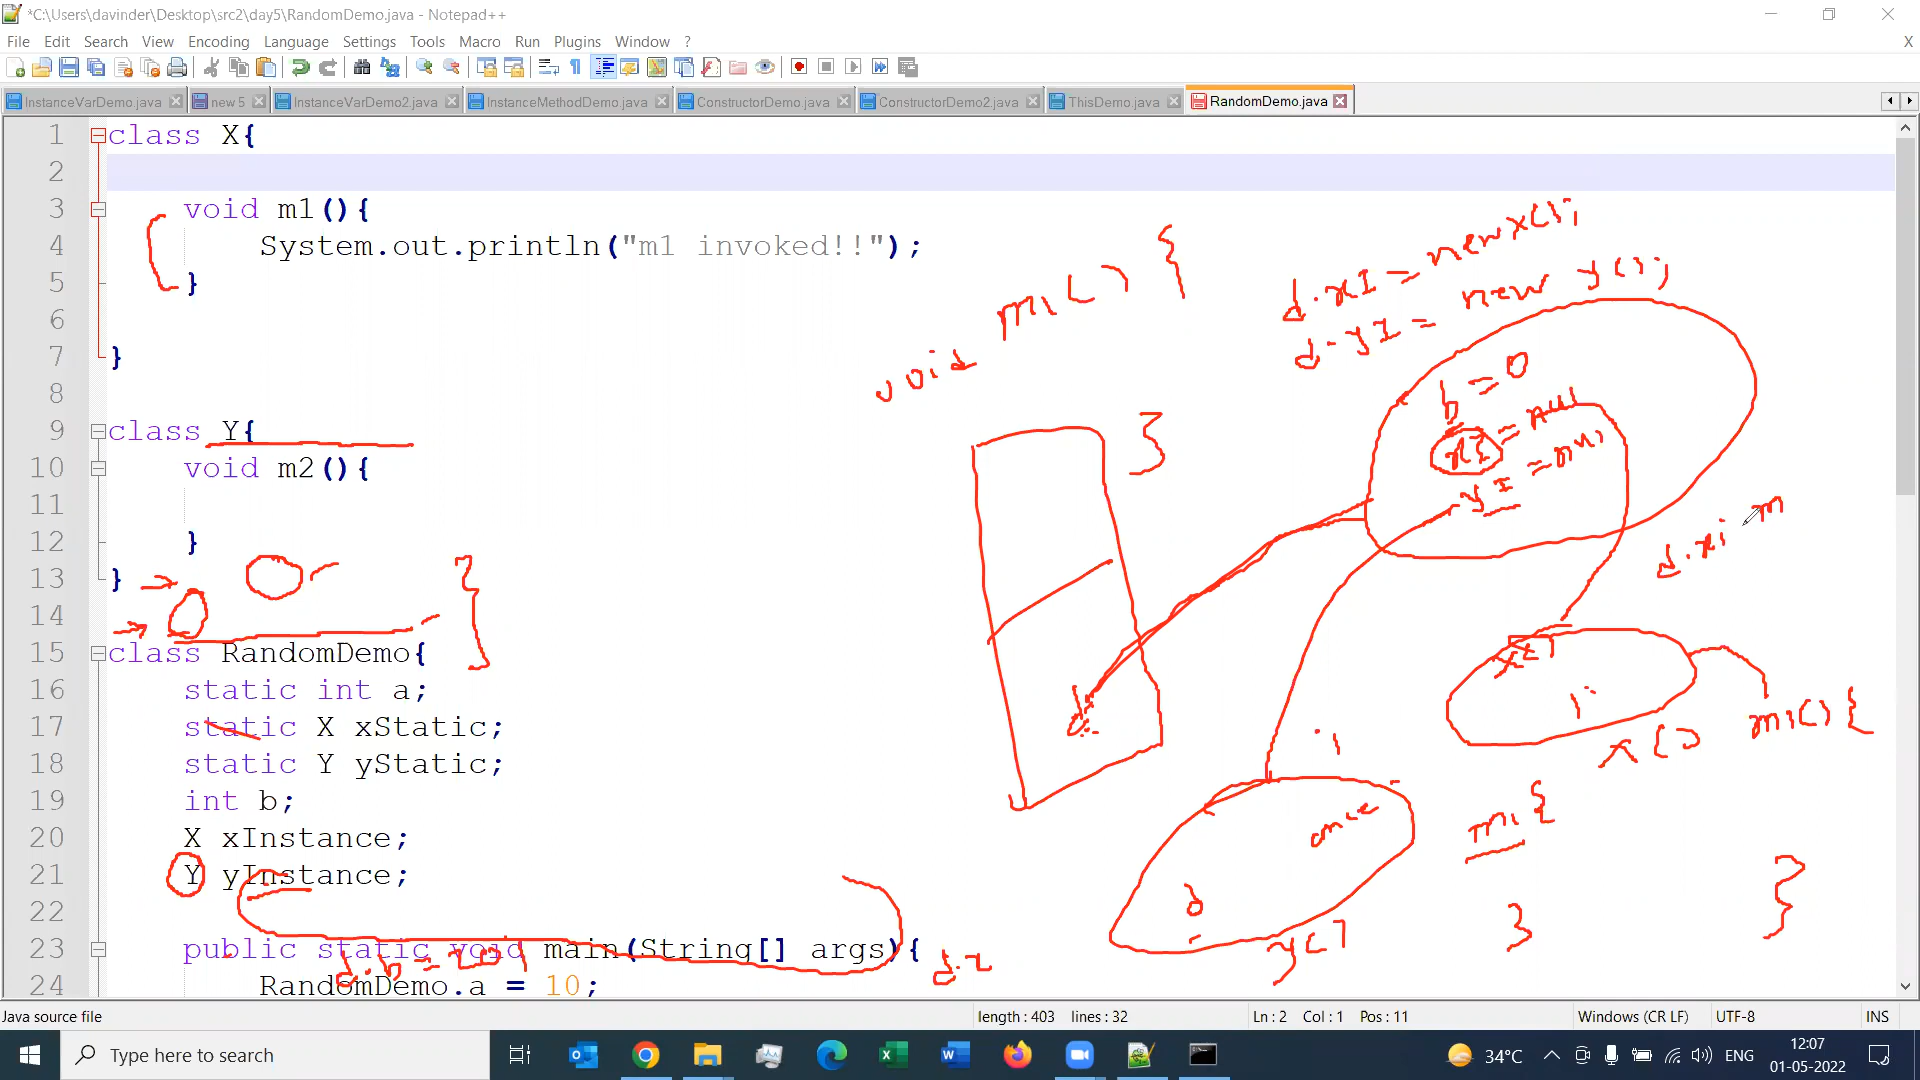 *C:\Users\davinder\Desktop\src2\day5\RandomDemo.java - Notepad++
File Edit Search View Encoding Language Settings Tools Macro Run Plugins Window ? X
InstanceVarDemo.java new 5 InstanceVarDemo2.java InstanceMethodDemo.java ConstructorDemo.java ConstructorDemo2.java ThisDemo.java RandomDemo.java
1 class X{
2
3 void m1(){
4 System.out.println("m1 invoked!!");
5 }
6
7 }
8
9 class Y{
10 void m2(){
11
12 }
13 }
14
15 class RandomDemo{
16 static int a;
17 static X xStatic;
18 static Y yStatic;
19 int b;
20 X xInstance;
21 Y yInstance;
22
23 public static void main(String[] args){
24 RandomDemo.a = 10;
void m1() {
}
d.xI = new X();
d.yI = new Y();
b = 0
xI = null
yI =
d.xi.m
d
X()
m1() {
m1 {
}
}
y()
d.b =
d.x
Java source file length : 403 lines : 32 Ln : 2 Col : 1 Pos : 11 Windows (CR LF) UTF-8 INS
Type here to search
34°C ENG 12:07
01-05-2022